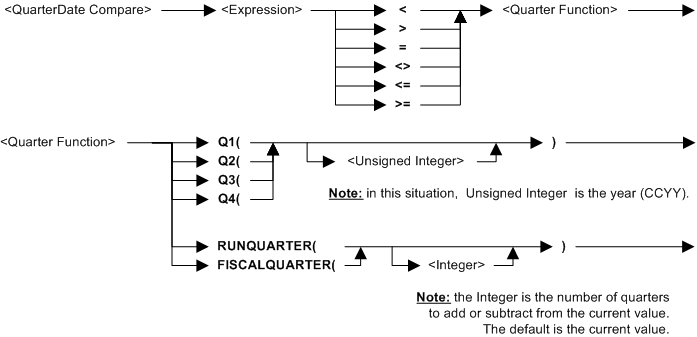 <QuarterDate Compare> <Expression> < <Quarter Function>
>
=
<>
<=
>=
<Quarter Function> Q1( )
Q2( <Unsigned Integer>
Q3(
Q4( Note: in this situation, Unsigned Integer is the year (CCYY).
RUNQUARTER( )
FISCALQUARTER( <Integer>
Note: the Integer is the number of quarters
to add or subtract from the current value.
The default is the current value.